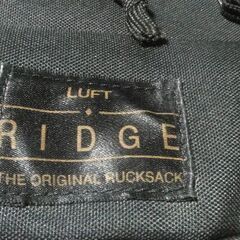 LUFT
RIDGE
THE ORIGINAL RUCKSACK